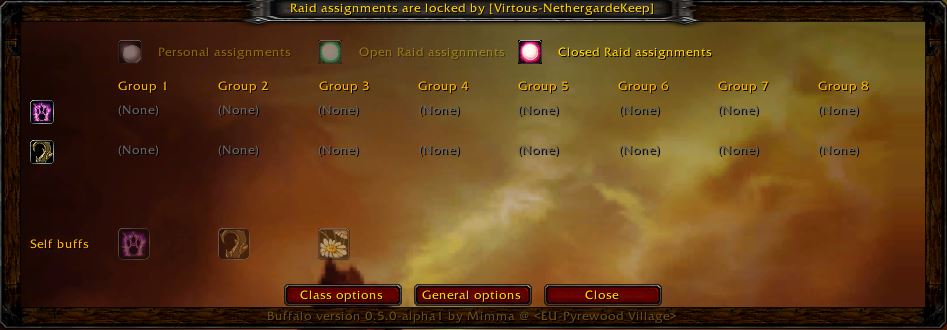 Raid assignments are locked by [Virtous-NethergardeKeep]
Personal assignments Open Raid assignments Closed Raid assignments
Group 1 Group 2 Group 3 Group 4 Group 5 Group 6 Group 7 Group 8
(None) (None) (None) (None) (None) (None) (None) (None)
(None) (None) (None) (None) (None) (None) (None) (None)
Self buffs
Class options General options Close
Buffalo version 0.5.0-alpha1 by Mimma @ <EU-Pyrewood Village>